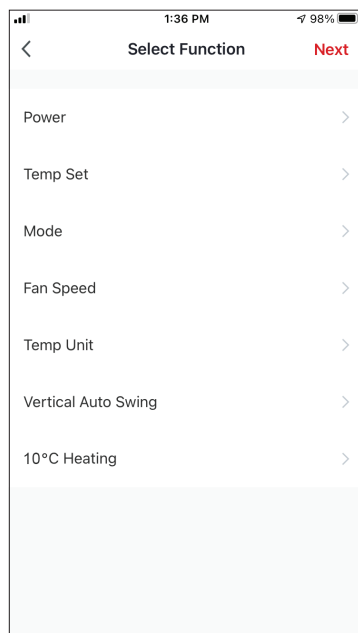 1:36 PM 98%
Select Function Next
Power
Temp Set
Mode
Fan Speed
Temp Unit
Vertical Auto Swing
10°C Heating